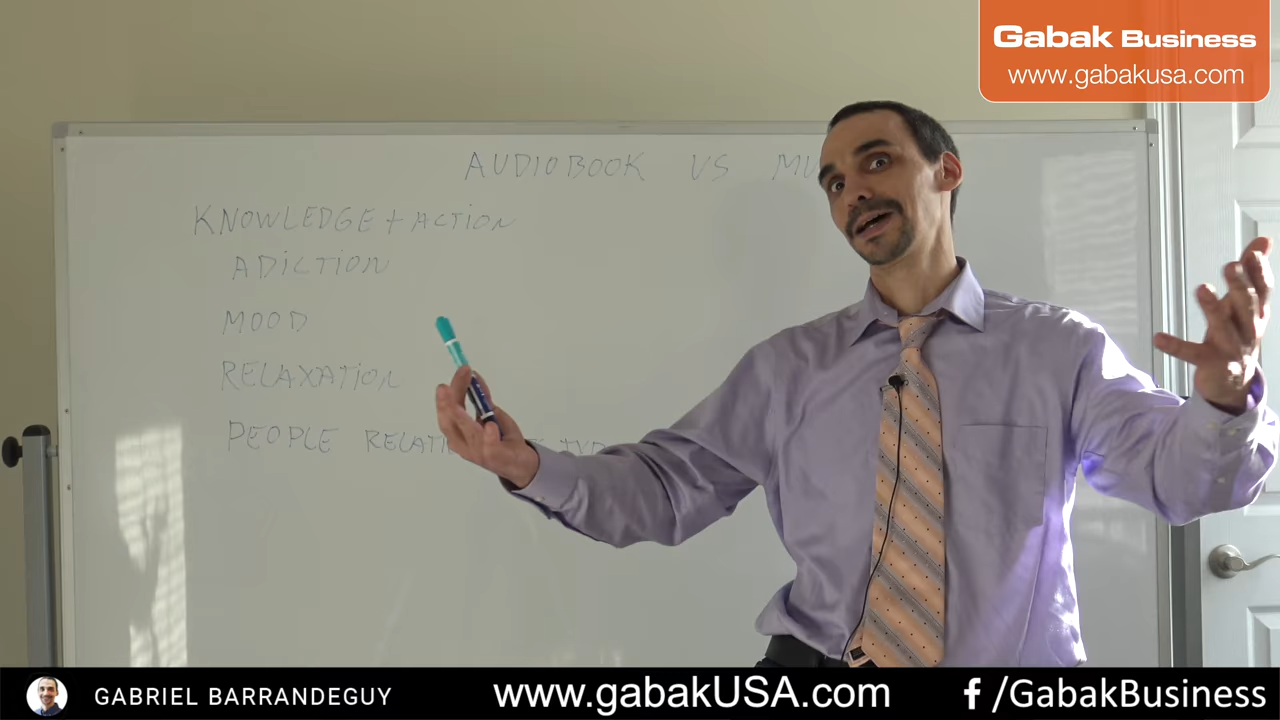 Gabak Business
www.gabakusa.com
AUDIOBOOK VS
KNOWLEDGE + ACTION
ADICTION
MOOD
RELAXATION
PEOPLE
GABRIEL BARRANDEGUY
www.gabakUSA.com
f /GabakBusiness